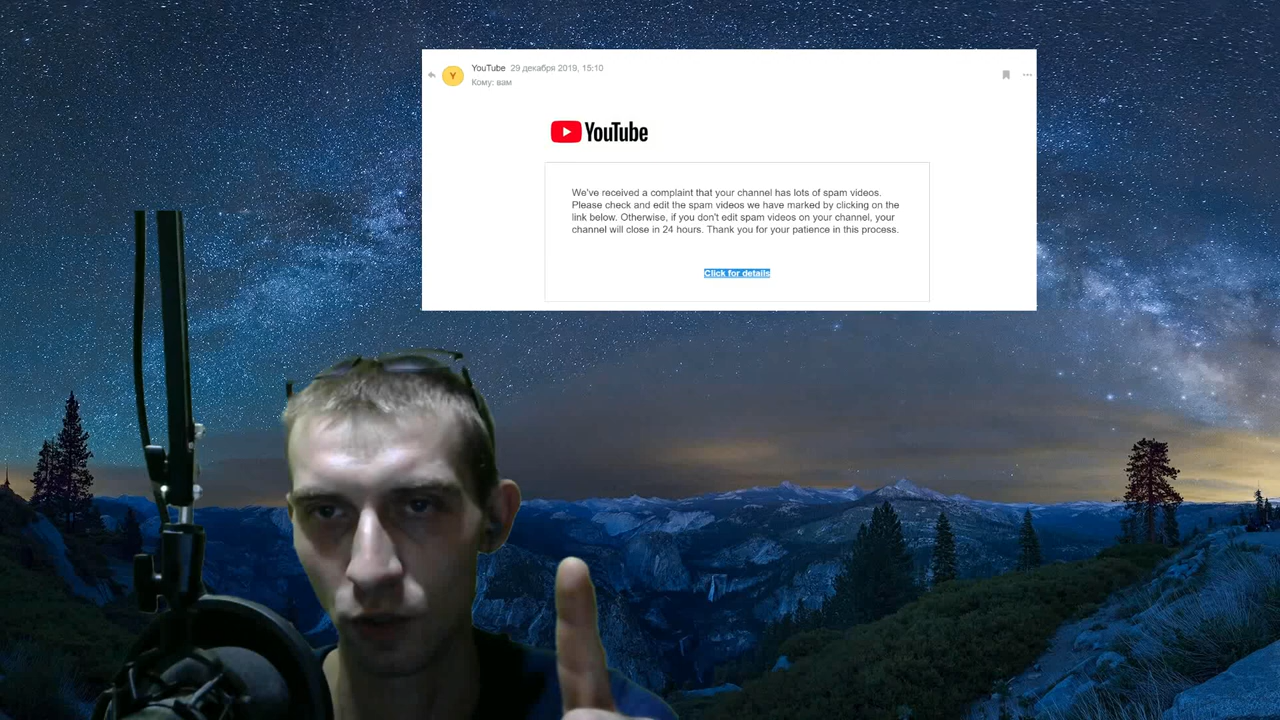 YouTube 29 декабря 2019, 15:10
Y
Кому: вам
YouTube
We've received a complaint that your channel has lots of spam videos.
Please check and edit the spam videos we have marked by clicking on the
link below. Otherwise, if you don't edit spam videos on your channel, your
channel will close in 24 hours. Thank you for your patience in this process.
Click for details